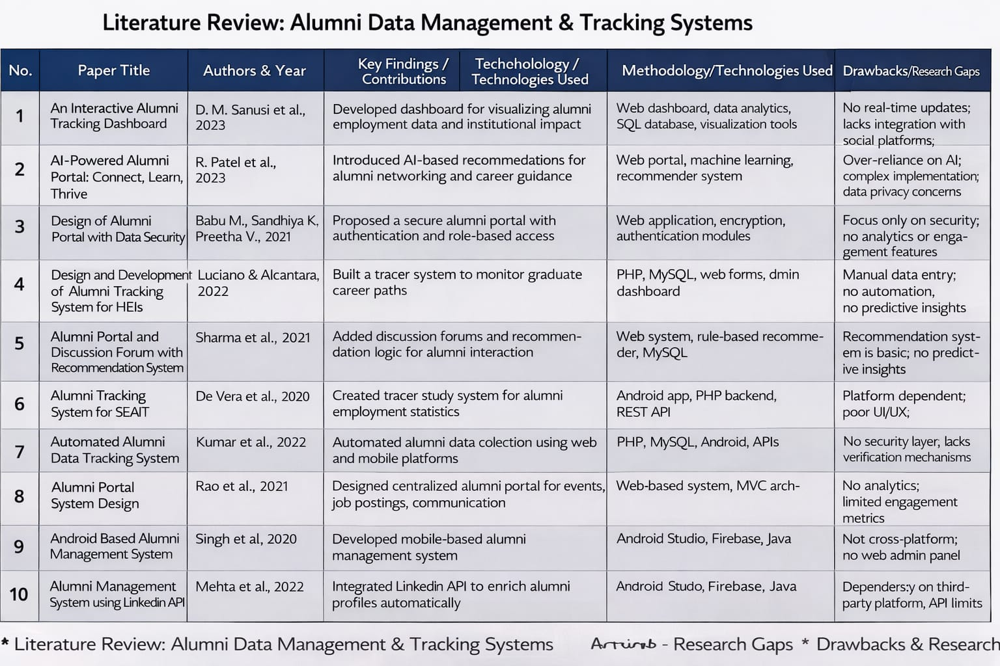 Literature Review: Alumni Data Management & Tracking Systems
No. Paper Title Authors & Year Key Findings / Techeholology / Methodology/Technologies Used Drawbacks/Research Gaps
Contributions Technologies Used
1 An Interactive Alumni D. M. Sanusi et al., Developed dashboard for visualizing alumni Web dashboard, data analytics, No real-time updates;
Tracking Dashboard 2023 employment data and institutional impact SQL database, visualization tools lacks integration with
social platforms;
2 AI-Powered Alumni R. Patel et al., Introduced AI-based recommedations for Web portal, machine learning, Over-reliance on AI;
Portal: Connect, Learn, 2023 alumni networking and career guidance recommender system complex implementation;
Thrive data privacy concerns
3 Design of Alumni Babu M., Sandhiya K, Proposed a secure alumni portal with Web application, encryption, Focus only on security;
Portal with Data Security Preetha V., 2021 authentication and role-based access authentication modules no analytics or enga-
gement features
4 Design and Development Luciano & Alcantara, Built a tracer system to monitor graduate PHP, MySQL, web forms, dmin Manual data entry;
of Alumni Tracking 2022 career paths dashboard no automation,
System for HEIs no predictive insights
5 Alumni Portal and Sharma et al., 2021 Added discussion forums and recommen- Web system, rule-based recomme- Recommendation syst-
Discussion Forum with dation logic for alumni interaction der, MySQL em is basic; no predict-
Recommendation System ive insights
6 Alumni Tracking De Vera et al., 2020 Created tracer study system for alumni Android app, PHP backend, Platform dependent;
System for SEAIT employment statistics REST API poor UI/UX;
7 Automated Alumni Kumar et al., 2022 Automated alumni data colection using web PHP, MySQL, Android, APIs No security layer, lacks
Data Tracking System and mobile platforms verification mechanisms
8 Alumni Portal Rao et al., 2021 Designed centralized alumni portal for events, Web-based system, MVC arch- No analytics;
System Design job postings, communication limited engagement
metrics
9 Android Based Alumni Singh et al, 2020 Developed mobile-based alumni Android Studio, Firebase, Java Not cross-platform;
Management System management system no web admin panel
10 Alumni Management Mehta et al., 2022 Integrated Linkedin API to enrich alumni Android Studo, Firebase, Java Dependers:y on third-
System using Linkedin API profiles automatically party platform, API limits
* Literature Review: Alumni Data Management & Tracking Systems - Research Gaps * Drawbacks & Research